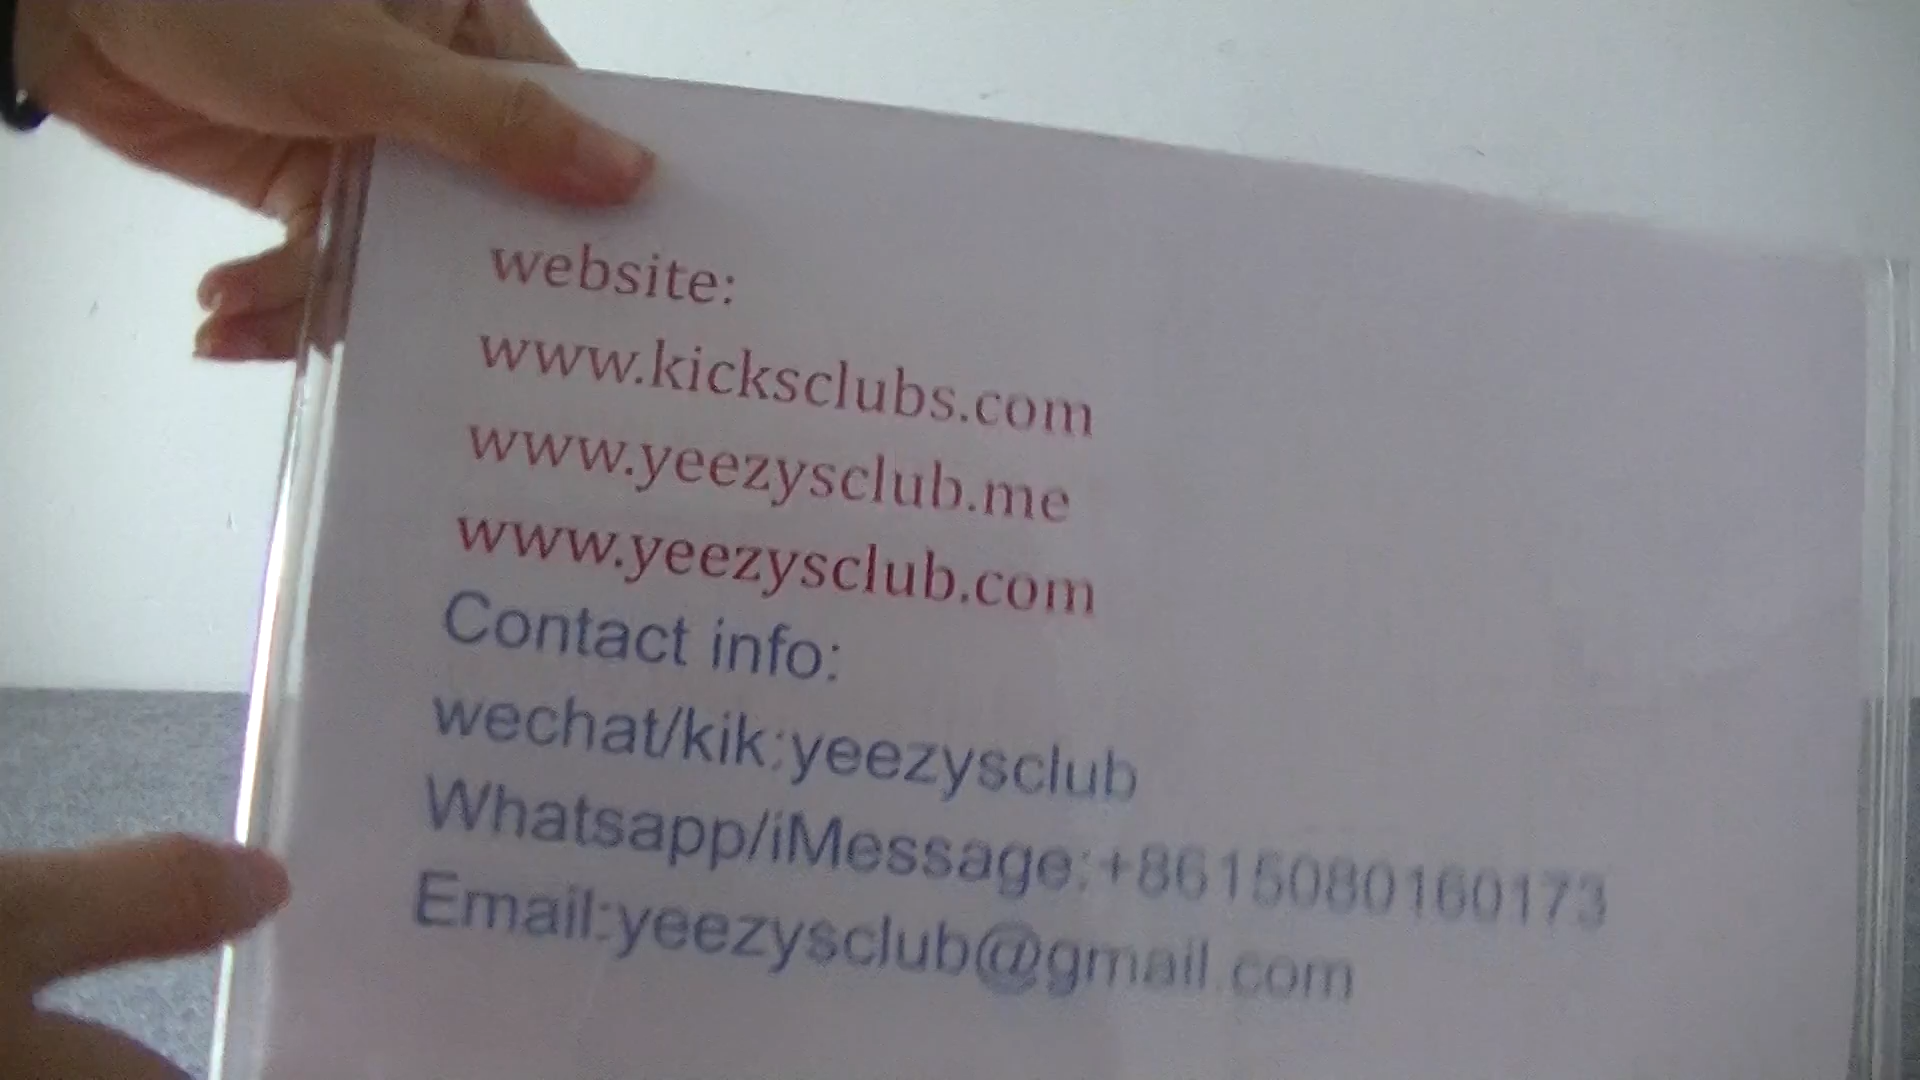 website:
www.kicksclubs.com
www.yeezysclub.me
www.yeezysclub.com
Contact info:
wechat/kik:yeezysclub
Whatsapp/iMessage:+8615080160173
Email:yeezysclub@gmail.com